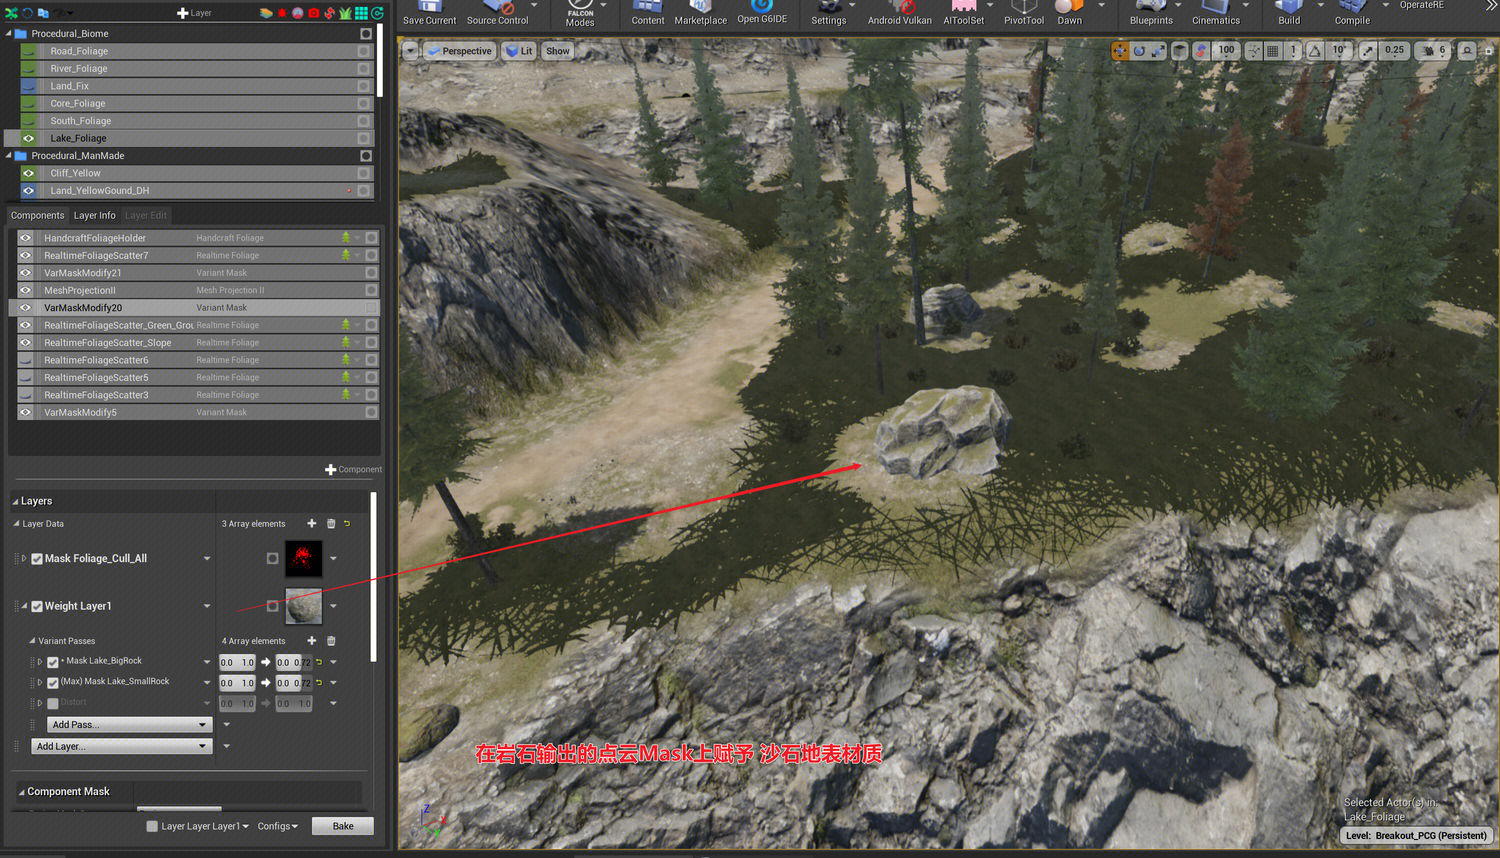 Layer
Save Current
Source Control
FALCON
Modes
Content
Marketplace
Open G6IDE
Settings
Android Vulkan
AIToolSet
PivotTool
Dawn
Blueprints
Cinematics
Build
Compile
OperateRE
Procedural_Biome
Road_Foliage
River_Foliage
Land_Fix
Core_Foliage
South_Foliage
Lake_Foliage
Procedural_ManMade
Cliff_Yellow
Land_YellowGound_DH
Perspective
Lit
Show
100
1
10°
0.25
6
Components
Layer Info
Layer Edit
HandcraftFoliageHolder Handcraft Foliage
RealtimeFoliageScatter7 Realtime Foliage
VarMaskModify21 Variant Mask
MeshProjectionII Mesh Projection II
VarMaskModify20 Variant Mask
RealtimeFoliageScatter_Green_Grou Realtime Foliage
RealtimeFoliageScatter_Slope Realtime Foliage
RealtimeFoliageScatter6 Realtime Foliage
RealtimeFoliageScatter5 Realtime Foliage
RealtimeFoliageScatter3 Realtime Foliage
VarMaskModify5 Variant Mask
Component
Layers
Layer Data 3 Array elements
Mask Foliage_Cull_All
Weight Layer1
Variant Passes 4 Array elements
* Mask Lake_BigRock 0.0 1.0 0.0 0.72
(Max) Mask Lake_SmallRock 0.0 1.0 0.0 0.72
Distort 0.0 1.0 0.0 1.0
Add Pass...
Add Layer...
Component Mask
Layer Layer Layer1 Configs Bake
在岩石输出的点云Mask上赋予 沙石地表材质
Z
Selected Actor(s) in:
Lake_Foliage
Level: Breakout_PCG (Persistent)